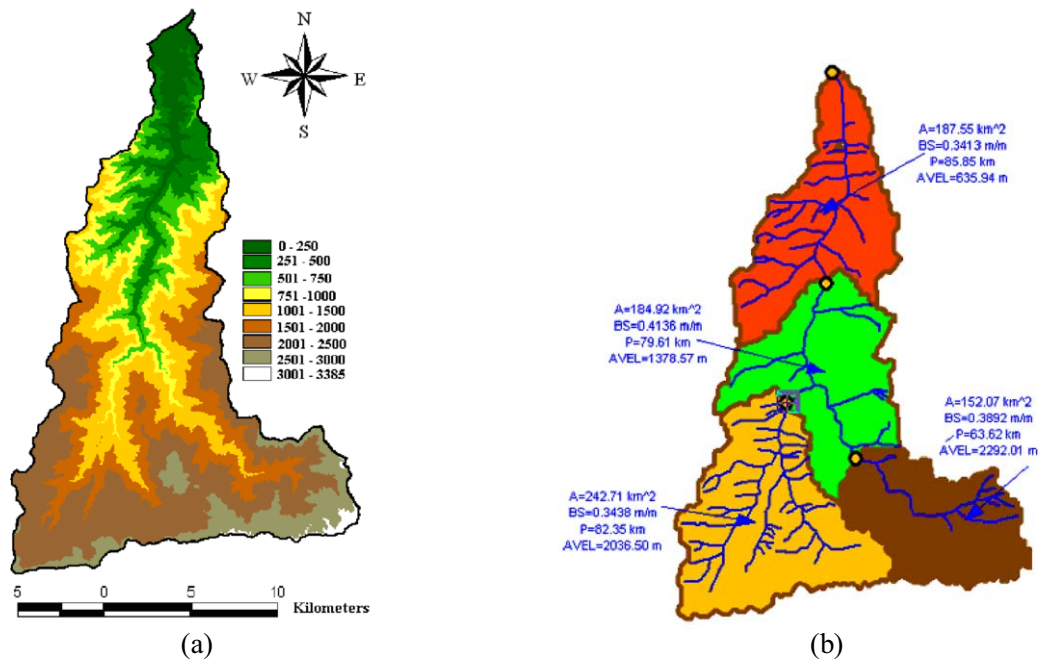 N
W E
S
0 - 250
251 - 500
501 - 750
751 -1000
1001 - 1500
1501 - 2000
2001 - 2500
2501 - 3000
3001 - 3385
5 0 5 10
Kilometers
(a)
A=187.55 km^2
BS=0.3413 m/m
P=85.85 km
AVEL=635.94 m
A=184.92 km^2
BS=0.4136 m/m
P=79.61 km
AVEL=1378.57 m
A=152.07 km^2
BS=0.3892 m/m
P=63.62 km
AVEL=2292.01 m
A=242.71 km^2
BS=0.3438 m/m
P=82.35 km
AVEL=2036.50 m
(b)